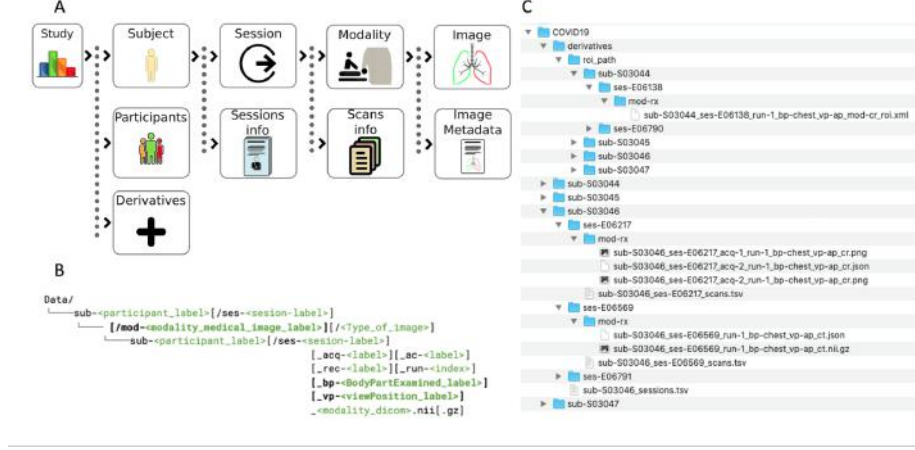 A
Study
Subject
Session
Modality
Image
Participants
Sessions
info
Scans
info
Image
Metadata
Derivatives
B
Data/
sub-<participant_label>[/ses-<sesion-label>]
[/mod-<modality_medical_image_label>][/<Type_of_image>]
sub-<participant_label>[/ses-<sesion-label>]
[_acq-<label>][_ac-<label>]
[_rec-<label>][_run-<index>]
[_bp-<BodyPartExamined_label>]
[_vp-<viewPosition_label>]
_<modality_dicom>.nii[.gz]
C
COVID19
derivatives
roi_path
sub-S03044
ses-E06138
mod-rx
sub-S03044_ses-E06138_run-1_bp-chest_vp-ap_mod-cr_roi.xml
ses-E06790
sub-S03045
sub-S03046
sub-S03047
sub-S03044
sub-S03045
sub-S03046
ses-E06217
mod-rx
sub-S03046_ses-E06217_acq-1_run-1_bp-chest_vp-ap_cr.png
sub-S03046_ses-E06217_acq-2_run-1_bp-chest_vp-ap_cr.json
sub-S03046_ses-E06217_acq-2_run-1_bp-chest_vp-ap_cr.png
sub-S03046_ses-E06217_scans.tsv
ses-E06569
mod-rx
sub-S03046_ses-E06569_run-1_bp-chest_vp-ap_ct.json
sub-S03046_ses-E06569_run-1_bp-chest_vp-ap_ct.nii.gz
sub-S03046_ses-E06569_scans.tsv
ses-E06791
sub-S03046_sessions.tsv
sub-S03047